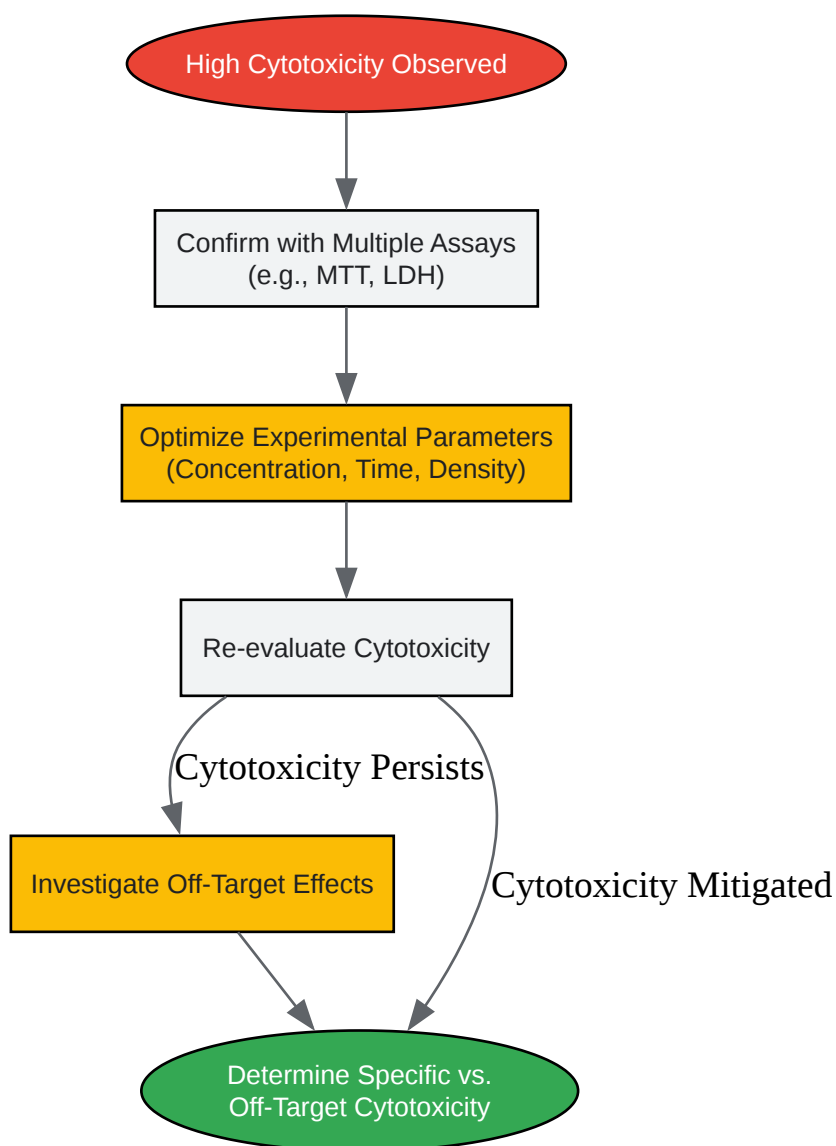 High Cytotoxicity Observed
Confirm with Multiple Assays
(e.g., MTT, LDH)
Optimize Experimental Parameters
(Concentration, Time, Density)
Re-evaluate Cytotoxicity
Cytotoxicity Persists
Investigate Off-Target Effects
Cytotoxicity Mitigated
Determine Specific vs.
Off-Target Cytotoxicity